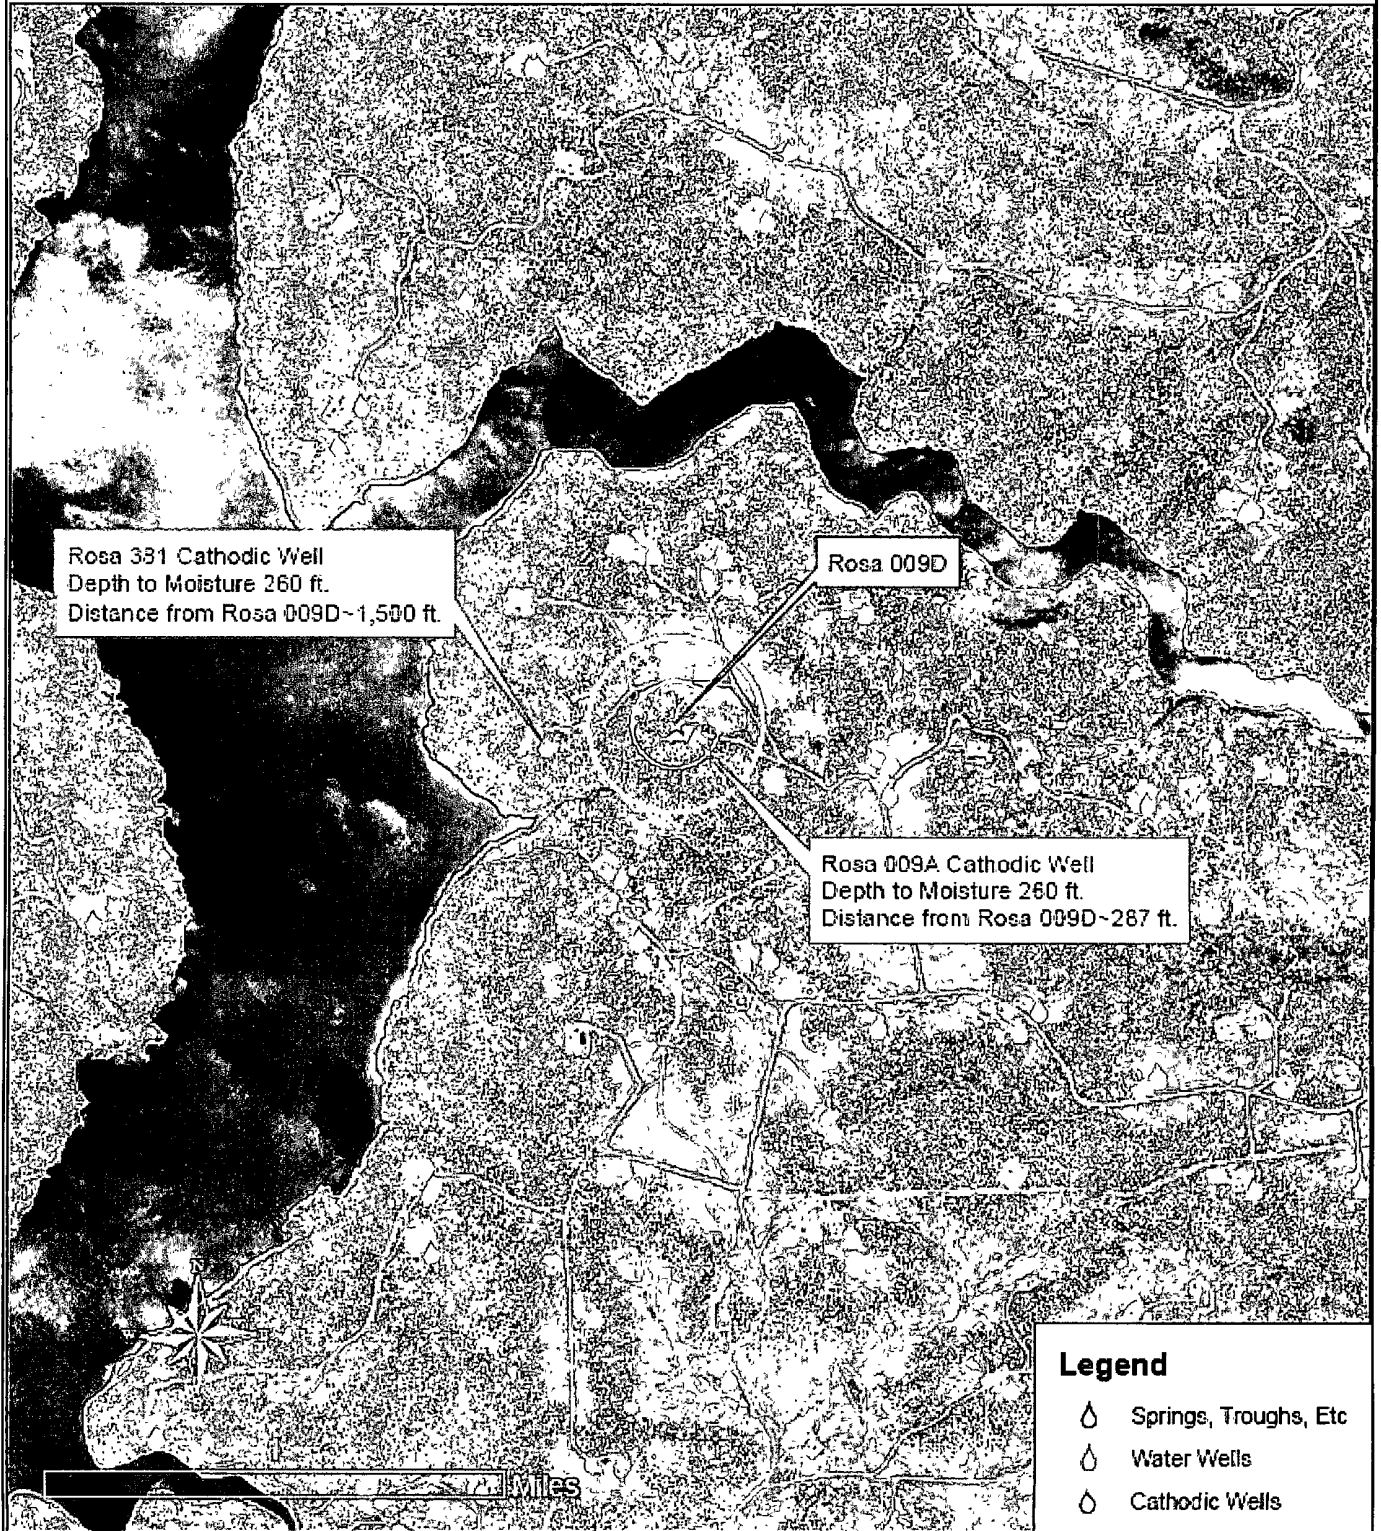 Rosa 381 Cathodic Well
Depth to Moisture 260 ft.
Distance from Rosa 009D~1,500 ft.
Rosa 009D
Rosa 009A Cathodic Well
Depth to Moisture 260 ft.
Distance from Rosa 009D~287 ft.
Miles
Legend
Springs, Troughs, Etc
Water Wells
Cathodic Wells